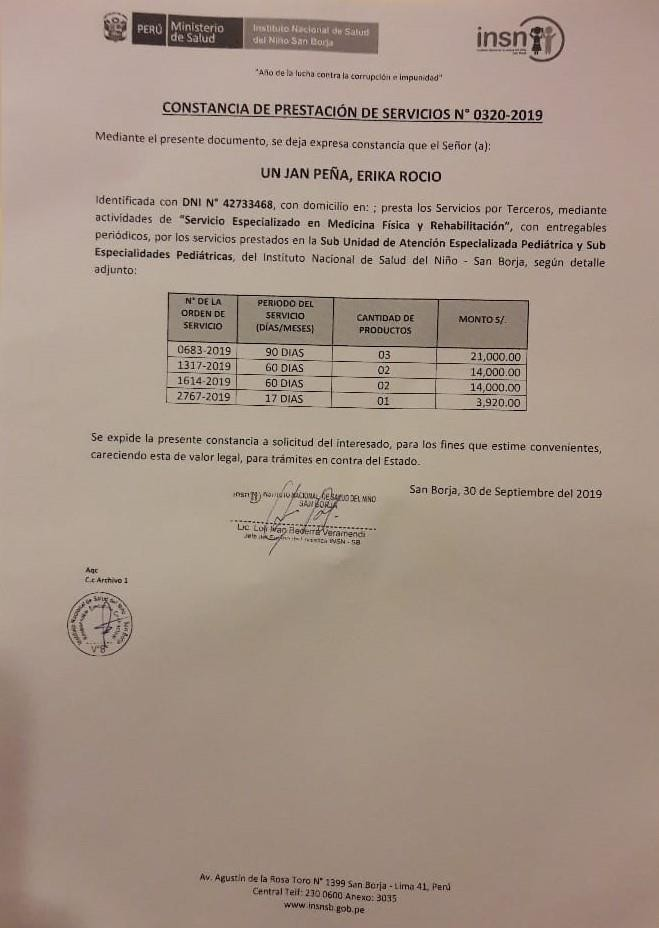 PERÚ
Ministerio
de Salud
Instituto Nacional de Salud
del Niño San Borja
insn
"Año de la lucha contra la corrupción e impunidad"
CONSTANCIA DE PRESTACIÓN DE SERVICIOS N° 0320-2019
Mediante el presente documento, se deja expresa constancia que el Señor (a):
UN JAN PEÑA, ERIKA ROCIO
Identificada con DNI N° 42733468, con domicilio en: ; presta los Servicios por Terceros, mediante
actividades de "Servicio Especializado en Medicina Física y Rehabilitación", con entregables
periódicos, por los servicios prestados en la Sub Unidad de Atención Especializada Pediátrica y Sub
Especialidades Pediátricas, del Instituto Nacional de Salud del Niño - San Borja, según detalle
adjunto:
N° DE LA ORDEN DE SERVICIO PERIODO DEL SERVICIO (DÍAS/MESES) CANTIDAD DE PRODUCTOS MONTO S/.
0683-2019 90 DIAS 03 21,000.00
1317-2019 60 DIAS 02 14,000.00
1614-2019 60 DIAS 02 14,000.00
2767-2019 17 DIAS 01 3,920.00
Se expide la presente constancia a solicitud del interesado, para los fines que estime convenientes,
careciendo esta de valor legal, para trámites en contra del Estado.
San Borja, 30 de Septiembre del 2019
insn NACIONAL DE SALUD DEL NIÑO
SAN BORJA
Lic. Veramendi
INSN - SB
Aqc
C.c Archivo 1
V°B°
Av. Agustín de la Rosa Toro N° 1399 San Borja - Lima 41, Perú
Central Telf: 230 0600 Anexo: 3035
www.insnsb.gob.pe